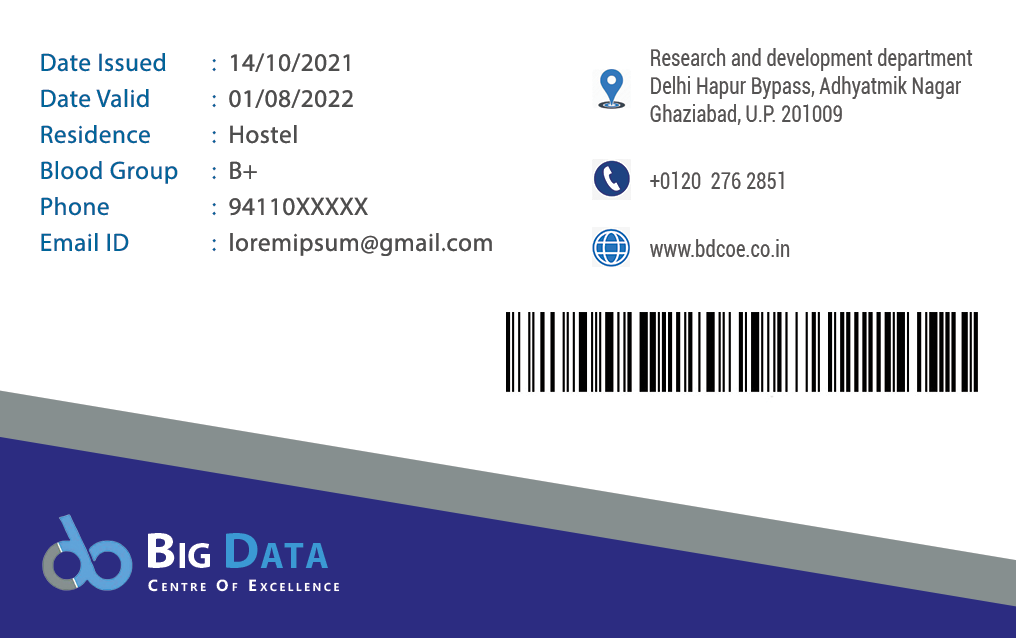 Date Issued : 14/10/2021
Date Valid : 01/08/2022
Residence : Hostel
Blood Group : B+
Phone : 94110XXXXX
Email ID : loremipsum@gmail.com
Research and development department
Delhi Hapur Bypass, Adhyatmik Nagar
Ghaziabad, U.P. 201009
+0120 276 2851
www.bdcoe.co.in
BIG DATA
CENTRE OF EXCELLENCE